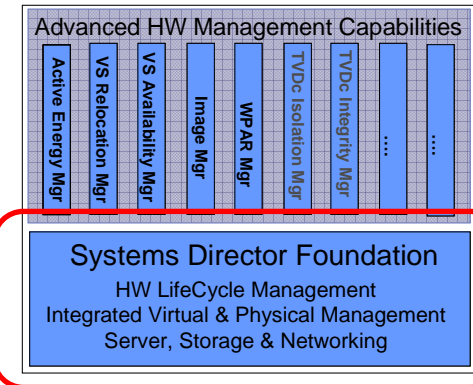 Advanced HW Management Capabilities
Active Energy Mgr
VS Relocation Mgr
VS Availability Mgr
Image Mgr
WPAR Mgr
TVDc Isolation Mgr
TVDc Integrity Mgr
....
....
Systems Director Foundation
HW LifeCycle Management
Integrated Virtual & Physical Management
Server, Storage & Networking